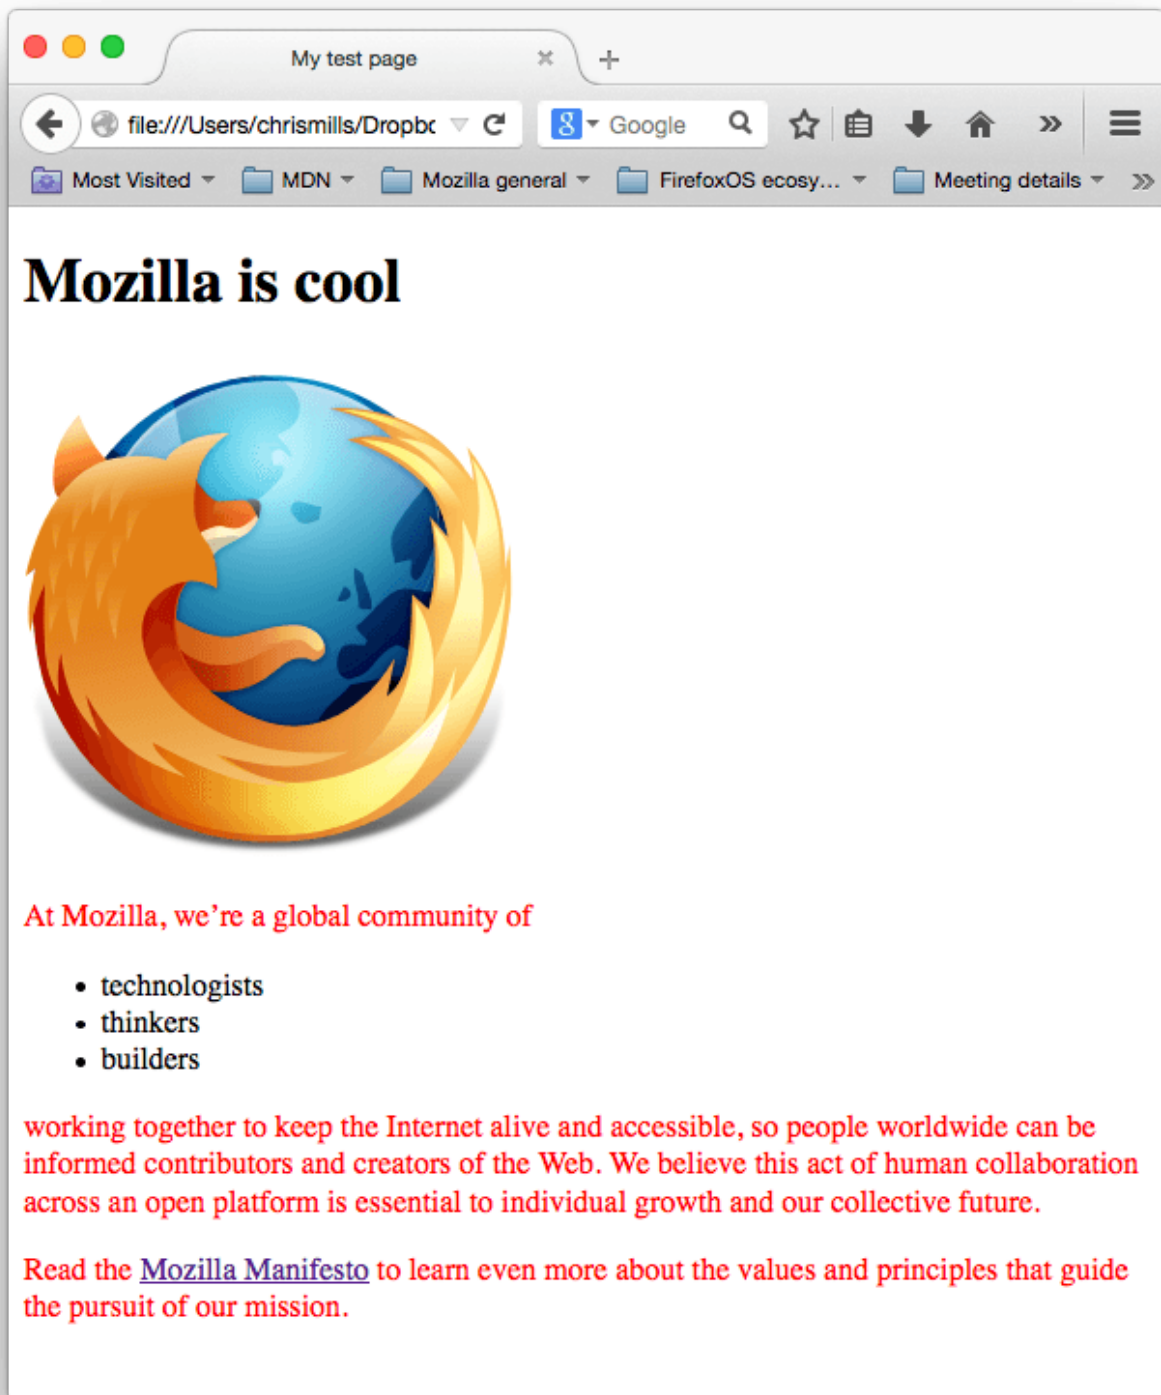 My test page
file:///Users/chrismills/Dropbo
Google
Most Visited
MDN
Mozilla general
FirefoxOS ecosy...
Meeting details
Mozilla is cool
At Mozilla, we’re a global community of
technologists
thinkers
builders
working together to keep the Internet alive and accessible, so people worldwide can be
informed contributors and creators of the Web. We believe this act of human collaboration
across an open platform is essential to individual growth and our collective future.
Read the Mozilla Manifesto to learn even more about the values and principles that guide
the pursuit of our mission.